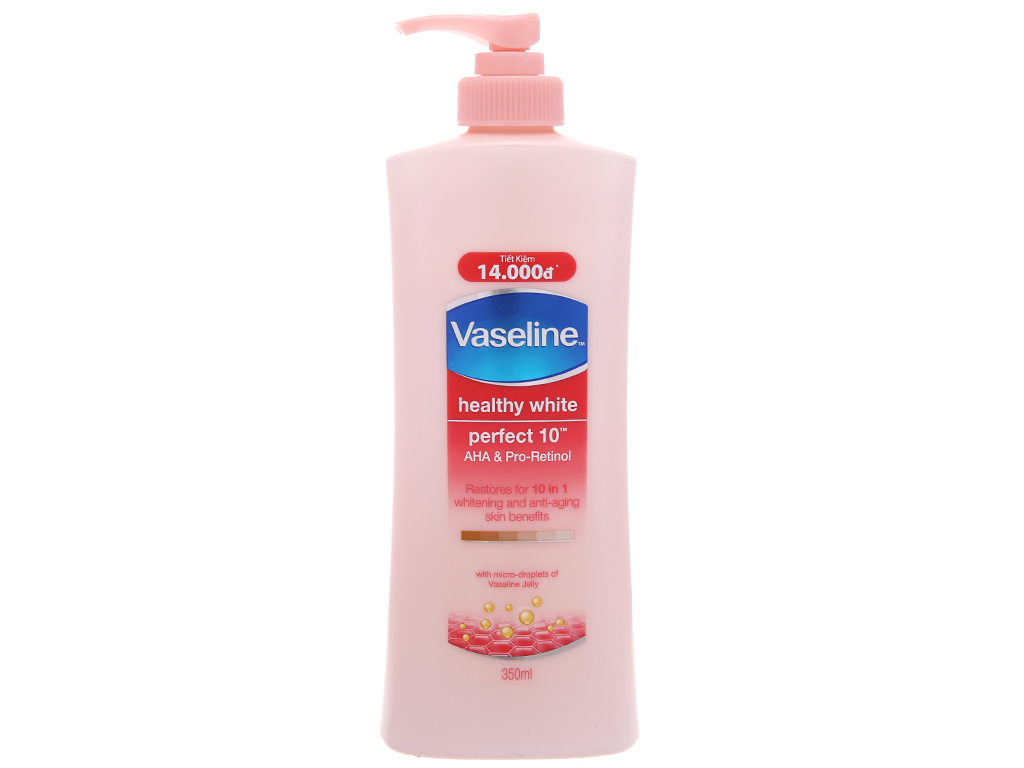 Tiết Kiệm
14.000đ*
Vaseline™
healthy white
perfect 10™
AHA & Pro-Retinol
Restores for 10 in 1
whitening and anti-aging
skin benefits
with micro-droplets of
Vaseline Jelly
350ml